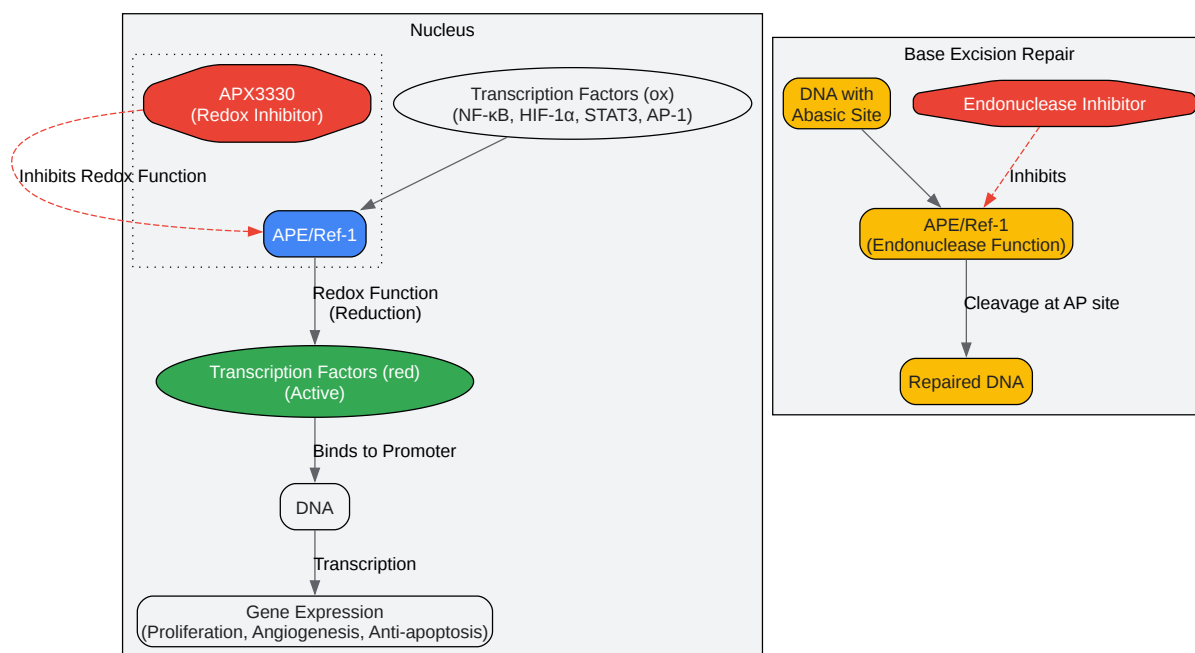 Nucleus
APX3330
(Redox Inhibitor)
Transcription Factors (ox)
(NF-κB, HIF-1α, STAT3, AP-1)
Inhibits Redox Function
APE/Ref-1
Redox Function
(Reduction)
Transcription Factors (red)
(Active)
Binds to Promoter
DNA
Transcription
Gene Expression
(Proliferation, Angiogenesis, Anti-apoptosis)
Base Excision Repair
DNA with
Abasic Site
Endonuclease Inhibitor
Inhibits
APE/Ref-1
(Endonuclease Function)
Cleavage at AP site
Repaired DNA